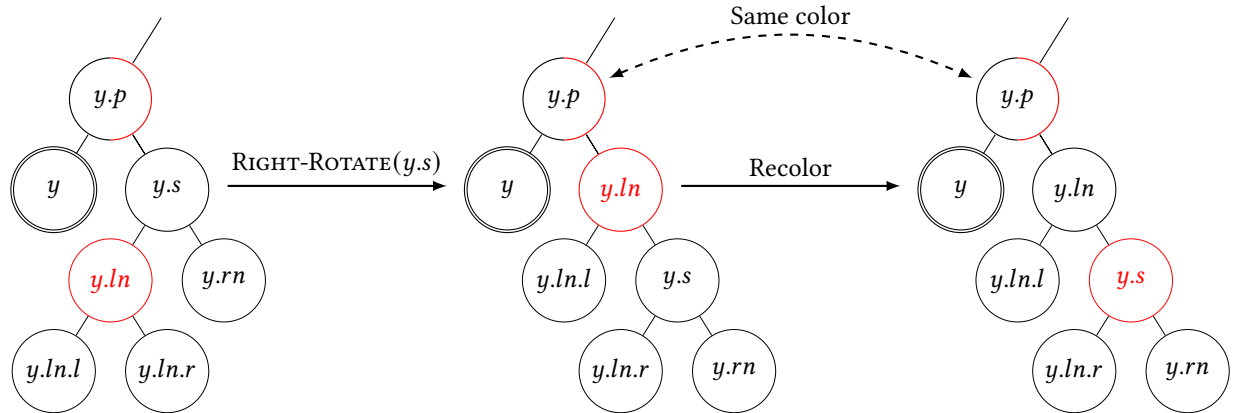 Same color
y.p
y.p
y.p
y
y.s
RIGHT-ROTATE(y.s)
y
y.ln
Recolor
y
y.ln
y.ln
y.rn
y.ln.l
y.s
y.ln.l
y.s
y.ln.l
y.ln.r
y.ln.r
y.rn
y.ln.r
y.rn